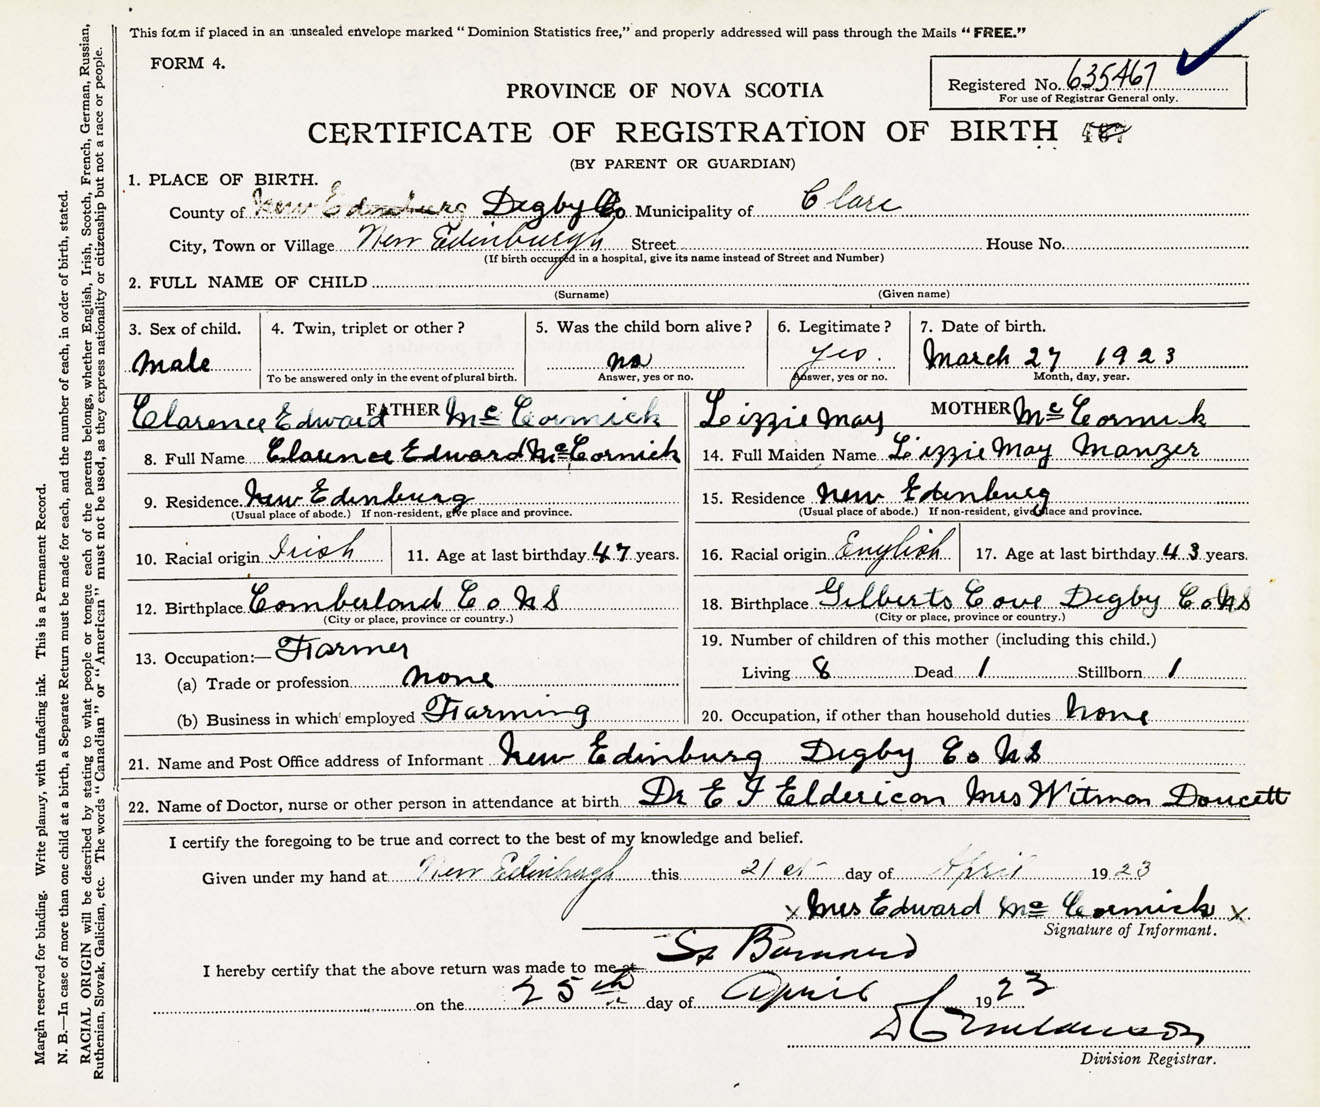 This form if placed in an unsealed envelope marked “Dominion Statistics free,” and properly addressed will pass through the Mails “FREE.”
FORM 4.
Registered No. 635467
For use of Registrar General only.
PROVINCE OF NOVA SCOTIA
CERTIFICATE OF REGISTRATION OF BIRTH
(BY PARENT OR GUARDIAN)
1. PLACE OF BIRTH.
County of New Edinburg Digby Co. Municipality of Clare
City, Town or Village New Edinburgh Street House No.
(If birth occurred in a hospital, give its name instead of Street and Number)
2. FULL NAME OF CHILD
(Surname) (Given name)
3. Sex of child. 4. Twin, triplet or other? 5. Was the child born alive? 6. Legitimate? 7. Date of birth.
Male no yes. March 27 1923
To be answered only in the event of plural birth. Answer, yes or no. Answer, yes or no. Month, day, year.
Clarence Edward FATHER McCormick
8. Full Name Clarence Edward McCormick
9. Residence New Edinburg
(Usual place of abode.) If non-resident, give place and province.
10. Racial origin Irish 11. Age at last birthday 47 years.
12. Birthplace Comberland Co NS
(City or place, province or country.)
13. Occupation:— Farmer
(a) Trade or profession none
(b) Business in which employed Farming
Lizzie May MOTHER McCormick
14. Full Maiden Name Lizzie May Manzer
15. Residence New Edinburg
(Usual place of abode.) If non-resident, give place and province.
16. Racial origin English 17. Age at last birthday 43 years.
18. Birthplace Gilberts Cove Digby Co NS
(City or place, province or country.)
19. Number of children of this mother (including this child.)
Living 8 Dead 1 Stillborn 1
20. Occupation, if other than household duties None
21. Name and Post Office address of Informant New Edinburg Digby Co NS
22. Name of Doctor, nurse or other person in attendance at birth Dr E F Eldericon Mrs Witmon Doucett
I certify the foregoing to be true and correct to the best of my knowledge and belief.
Given under my hand at New Edinburgh this 21st day of April 1923
x Mrs Edward McCormick x
Signature of Informant.
I hereby certify that the above return was made to me at
on the 25th day of April 1923
Division Registrar.
Margin reserved for binding. Write plainly, with unfading ink. This is a Permanent Record.
N. B.—In case of more than one child at a birth, a Separate Return must be made for each, and the number of each, in order of birth, stated.
RACIAL ORIGIN will be described by stating to what people or tongue each of the parents belongs, whether English, Irish, Scotch, French, German, Russian,
Ruthenian, Slovak, Galician, etc. The words “Canadian” or “American” must not be used, as they express nationality or citizenship but not a race or people.